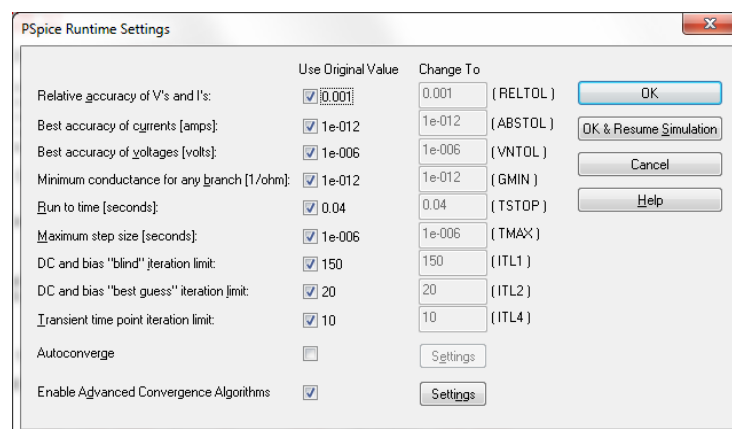 PSpice Runtime Settings
Use Original Value Change To
Relative accuracy of V's and I's: 0.001 0.001 (RELTOL) OK
Best accuracy of currents [amps]: 1e-012 1e-012 (ABSTOL) OK & Resume Simulation
Best accuracy of voltages [volts]: 1e-006 1e-006 (VNTOL) Cancel
Minimum conductance for any branch [1/ohm]: 1e-012 1e-012 (GMIN) Help
Run to time [seconds]: 0.04 0.04 (TSTOP)
Maximum step size [seconds]: 1e-006 1e-006 (TMAX)
DC and bias "blind" iteration limit: 150 150 (ITL1)
DC and bias "best guess" iteration limit: 20 20 (ITL2)
Transient time point iteration limit: 10 10 (ITL4)
Autoconverge Settings
Enable Advanced Convergence Algorithms Settings